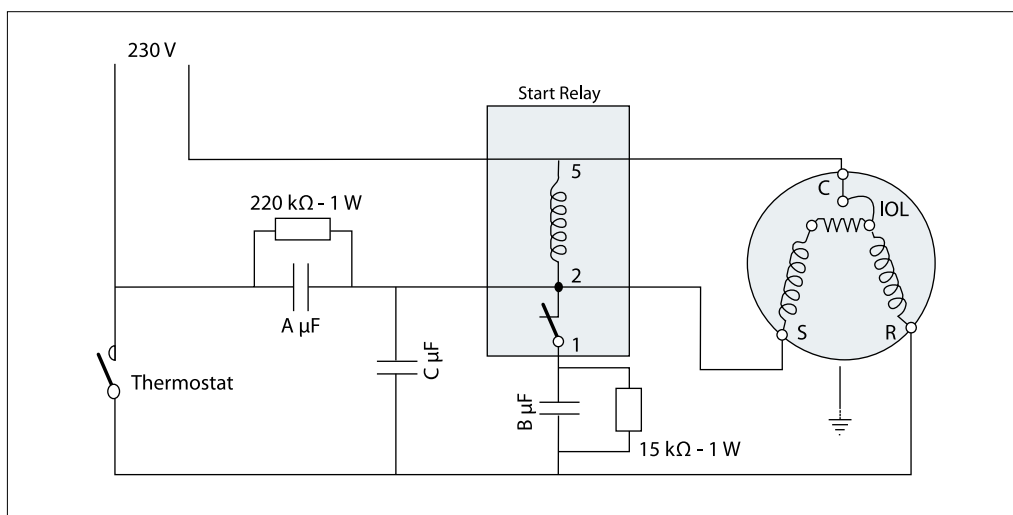 230 V
Start Relay
5
C
220 kΩ - 1 W
IOL
2
A μF
S
R
1
C μF
Thermostat
B μF
15 kΩ - 1 W